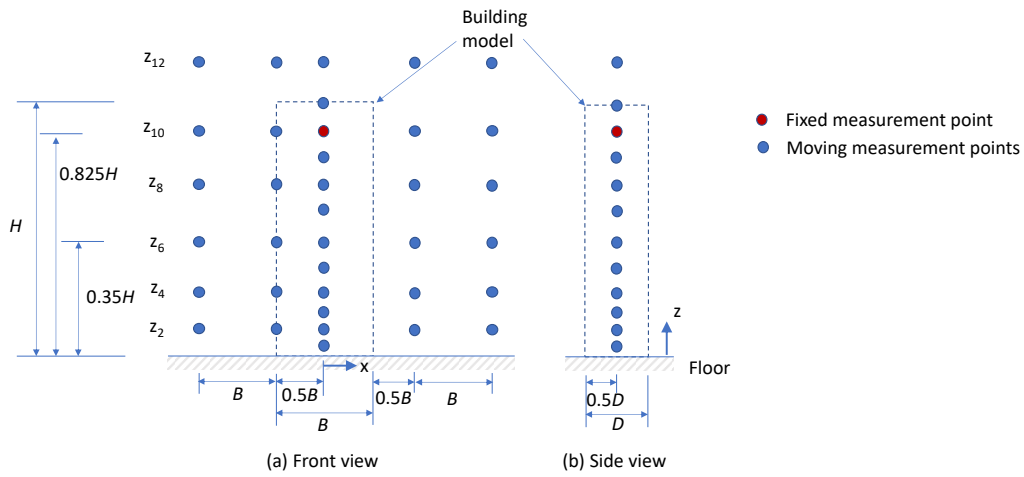 Building
model
z12
z10
z8
z6
z4
z2
H
0.825H
0.35H
x
B
0.5B
0.5B
B
B
(a) Front view
z
Floor
0.5D
D
(b) Side view
Fixed measurement point
Moving measurement points